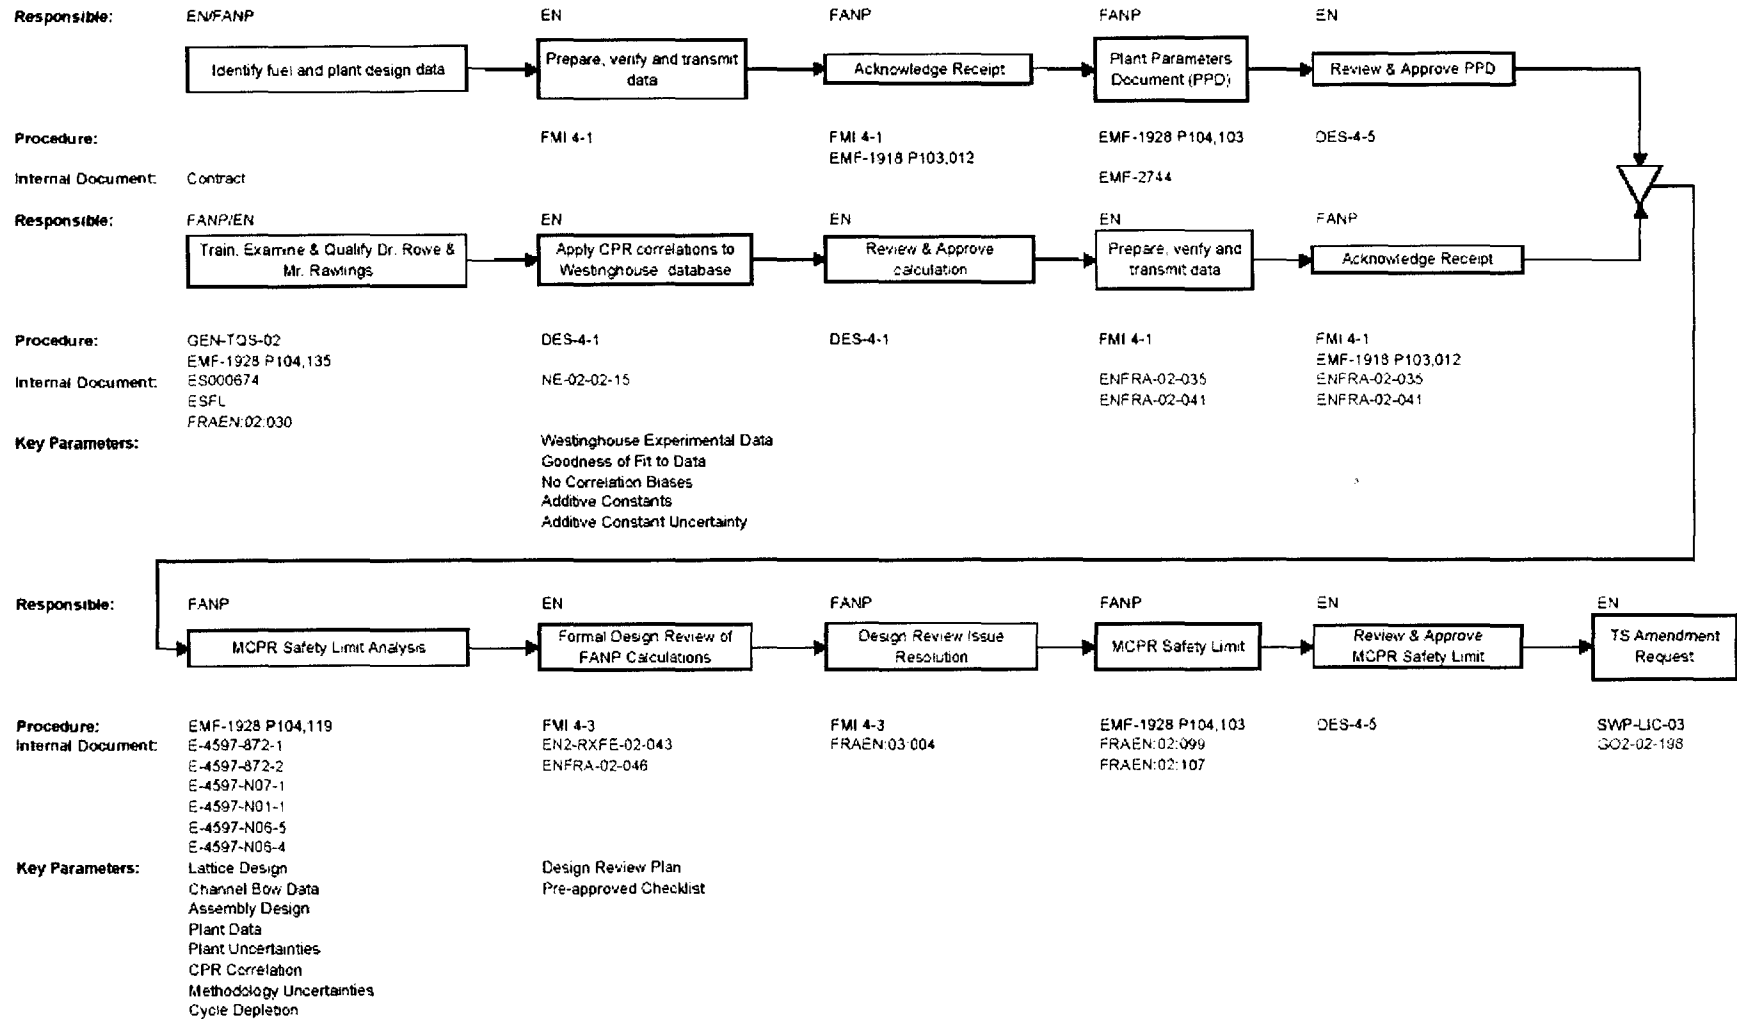 Responsible: EN/FANP EN FANP FANP EN
Identify fuel and plant design data
Prepare, verify and transmit
data
Acknowledge Receipt
Plant Parameters
Document (PPD)
Review & Approve PPD
Procedure: FMI 4-1 FMI 4-1 EMF-1928 P104,103 DES-4-5
EMF-1918 P103,012
Internal Document: Contract EMF-2744
Responsible: FANP/EN EN EN EN FANP
Train, Examine & Qualify Dr. Rowe &
Mr. Rawlings
Apply CPR correlations to
Westinghouse database
Review & Approve
calculation
Prepare, verify and
transmit data
Acknowledge Receipt
Procedure: GEN-TQS-02 DES-4-1 DES-4-1 FMI 4-1 FMI 4-1
EMF-1928 P104,135 EMF-1918 P103,012
Internal Document: ES000674 NE-02-02-15 ENFRA-02-035 ENFRA-02-035
ESFL ENFRA-02-041 ENFRA-02-041
FRAEN:02:030
Key Parameters: Westinghouse Experimental Data
Goodness of Fit to Data
No Correlation Biases
Additive Constants
Additive Constant Uncertainty
Responsible: FANP EN FANP FANP EN EN
MCPR Safety Limit Analysis
Formal Design Review of
FANP Calculations
Design Review Issue
Resolution
MCPR Safety Limit
Review & Approve
MCPR Safety Limit
TS Amendment
Request
Procedure: EMF-1928 P104,119 FMI 4-3 FMI 4-3 EMF-1928 P104,103 DES-4-5 SWP-LIC-03
Internal Document: E-4597-872-1 EN2-RXFE-02-043 FRAEN:03:004 FRAEN:02:099 GO2-02-198
E-4597-872-2 ENFRA-02-046 FRAEN:02:107
E-4597-N07-1
E-4597-N01-1
E-4597-N06-5
E-4597-N06-4
Key Parameters: Lattice Design Design Review Plan
Channel Bow Data Pre-approved Checklist
Assembly Design
Plant Data
Plant Uncertainties
CPR Correlation
Methodology Uncertainties
Cycle Depletion